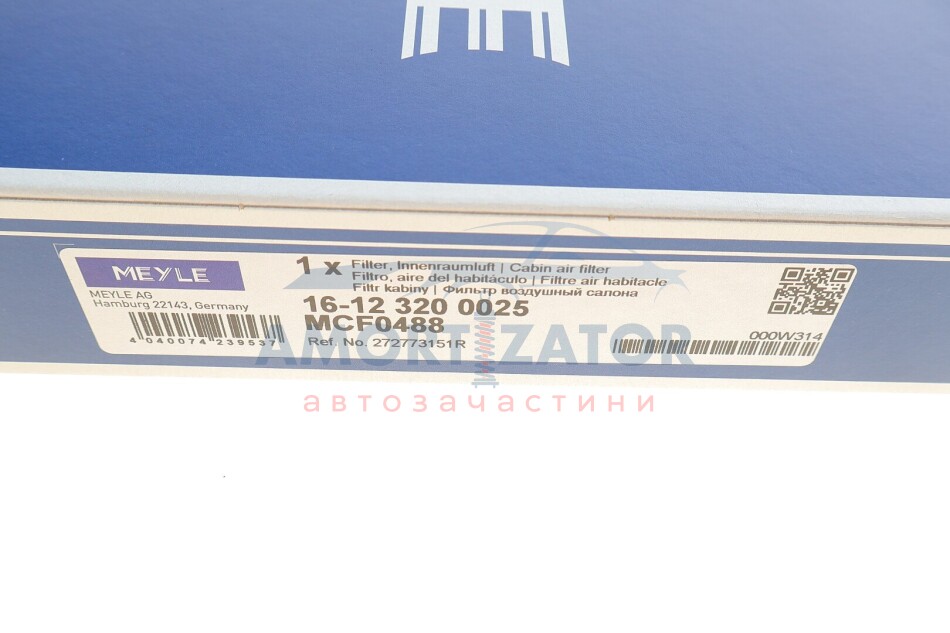 MEYLE
MEYLE AG
Hamburg 22143, Germany
4 040074 239537
1 x Filter, Innenraumluft | Cabin air filter
Filtro, aire del habitáculo | Filtre air habitacle
Filtr kabiny | Фильтр воздушный салона
16-12 320 0025
MCF0488
Ref. No. 272773151R
000W314
AMORTIZATOR
автозачастини